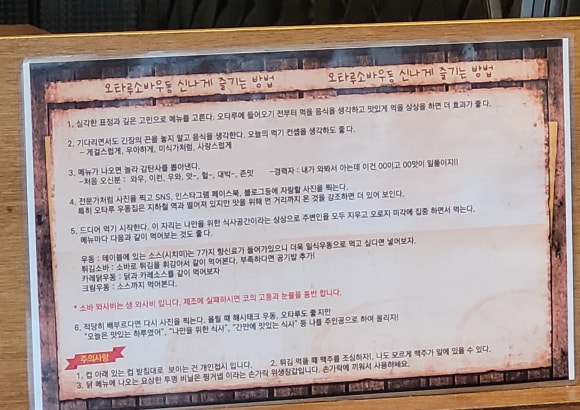 오타루소바우동 신나게 즐기는 방법 오타루소바우동 신나게 즐기는 방법
1. 심각한 표정과 깊은 고민으로 메뉴를 고른다. 오타루에 들어오기 전부터 먹을 음식을 생각하고 맛있게 먹을 상상을 하면 더 효과가 좋다.
2. 기다리면서도 긴장의 끈을 놓지 말고 음식을 생각한다. 오늘의 먹기 컨셉을 생각하도 좋다.
- 게걸스럽게, 우아하게, 미식가처럼, 사랑스럽게
3. 메뉴가 나오면 놀라 감탄사를 뽑아낸다.
-처음 오신분 : 와우, 이런, 우와, 앗~, 헐~, 대박~, 존맛 -경력자 : 내가 와봐서 아는데 이건 00이고 00맛이 일품이지!!
4. 전문가처럼 사진을 찍고 SNS, 인스타그램 페이스북, 블로그등에 자랑할 사진을 찍는다.
특히 오타루 우동집은 지하철 역과 떨어져 있지만 맛을 위해 먼 거리까지 온 것을 강조하면 더 있어 보인다.
5. 드디어 먹기 시작한다. 이 자리는 나만을 위한 식사공간이라는 상상으로 주변인을 모두 지우고 오로지 미각에 집중 하면서 먹는다.
메뉴마다 다음과 같이 먹어보는 것도 좋다.
우동 : 테이블에 있는 소스(시치미)는 7가지 향신료가 들어가있으니 더욱 일식우동으로 먹고 싶다면 넣어보자.
튀김소바 : 소바로 튀김을 휘감아서 같이 먹어본다. 부족하다면 공기밥 추가!
카레닭우동 : 닭과 카레소스를 같이 먹어보자
크림우동 : 소스까지 먹어본다.
* 소바 와사비는 생 와사비 입니다. 제조에 실패하시면 코의 고통과 눈물을 동반 합니다.
6. 적당히 배부르다면 다시 사진을 찍는다. 올릴 때 해시태크 우동, 오타루도 좋지만
"오늘은 맛있는 하루였어", "나만을 위한 식사", "간만에 맛있는 식사" 등 나를 주인공으로 하여 올리자!
주의사항
1. 컵 아래 있는 컵 받침대로 보이는 건 개인접시 입니다. 2. 튀김 먹을 때 맥주를 조심하자!, 나도 모르게 맥주가 앞에 있을 수 있다.
3. 닭 메뉴에 나오는 요상한 투명 비닐은 핑거넵 이라는 손가락 위생장갑입니다. 손가락에 끼워서 사용하세요.